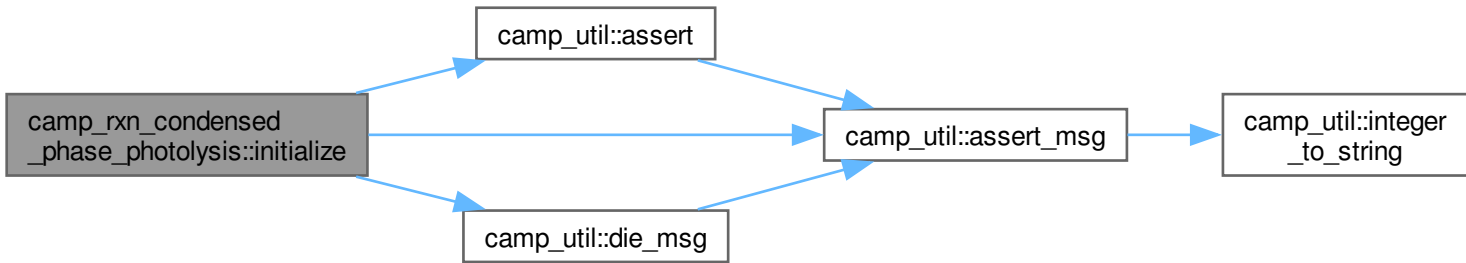 camp_util::assert
camp_rxn_condensed
_phase_photolysis::initialize
camp_util::assert_msg
camp_util::integer
_to_string
camp_util::die_msg